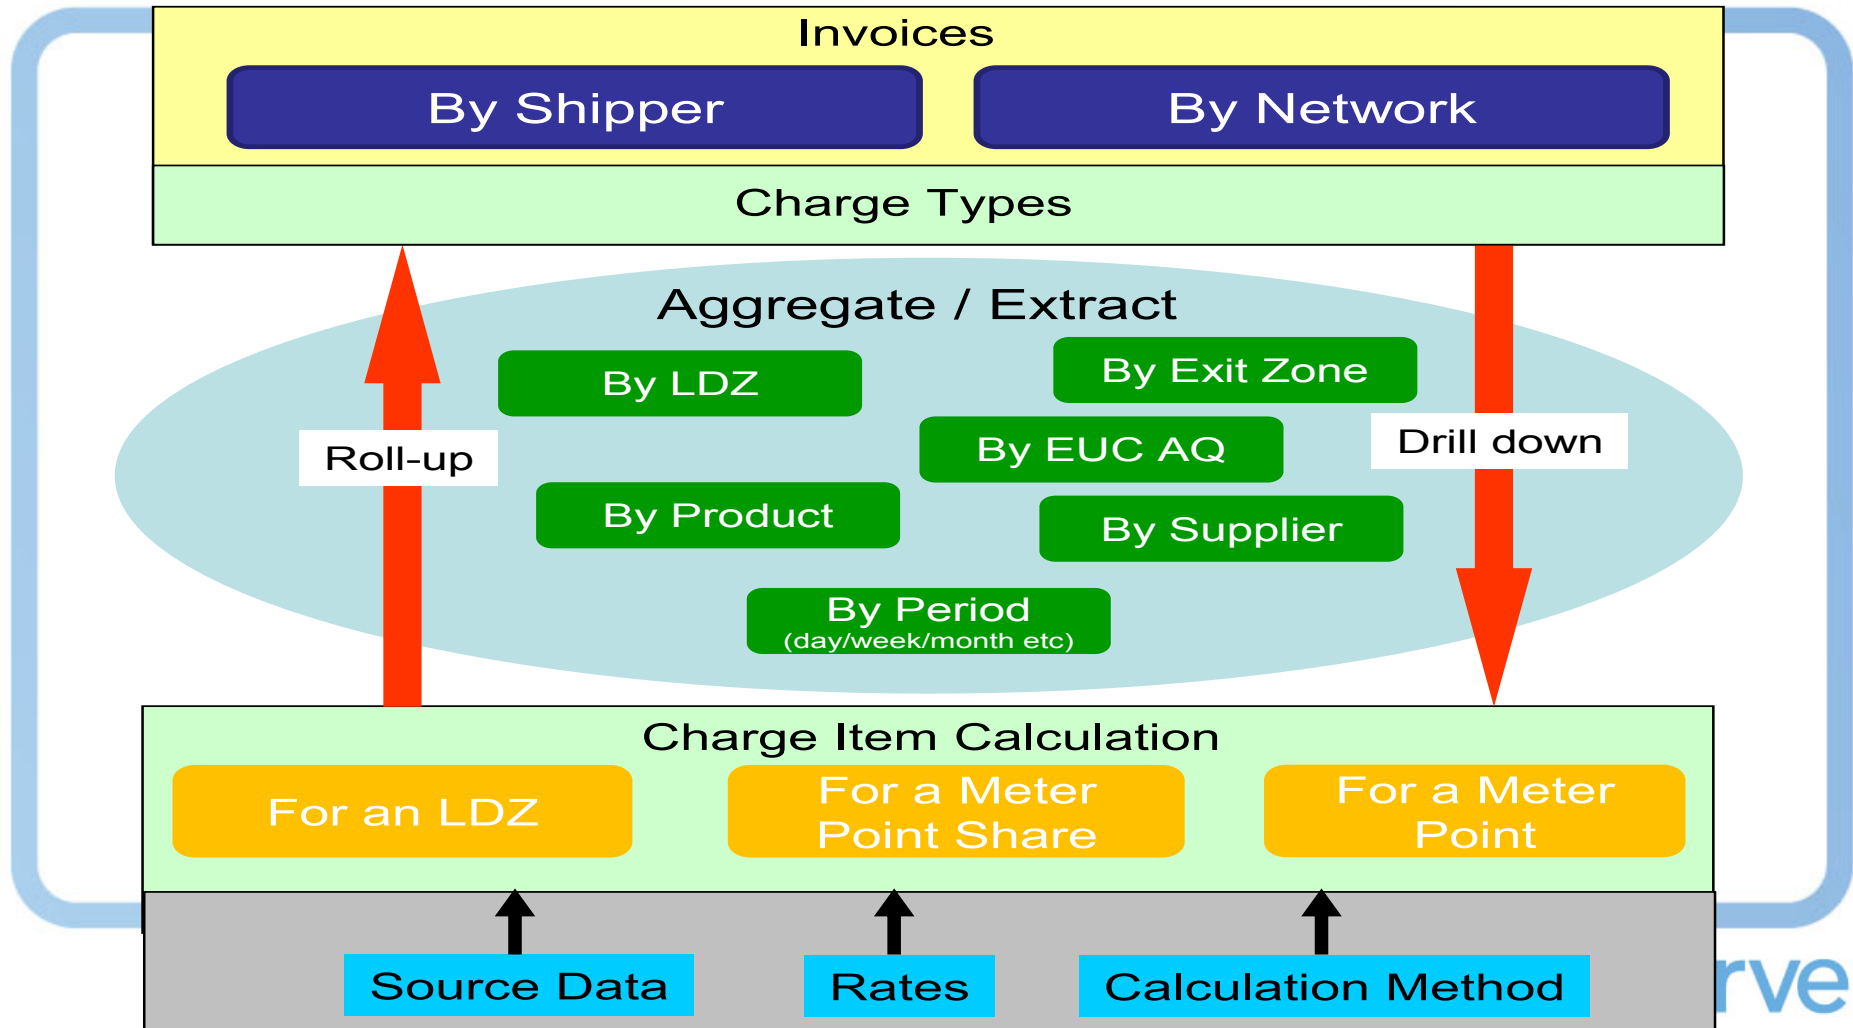 Invoices
By Shipper
By Network
Charge Types
Aggregate / Extract
By LDZ
By Exit Zone
By EUC AQ
Roll-up
Drill down
By Product
By Supplier
By Period
(day/week/month etc)
Charge Item Calculation
For an LDZ
For a Meter
Point Share
For a Meter
Point
Source Data
Rates
Calculation Method